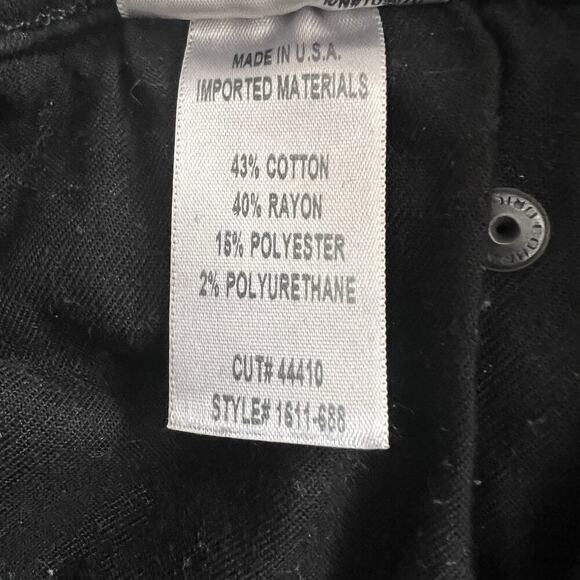 MADE IN U.S.A.
IMPORTED MATERIALS
43% COTTON
40% RAYON
15% POLYESTER
2% POLYURETHANE
CUT# 44410
STYLE# 1611-688